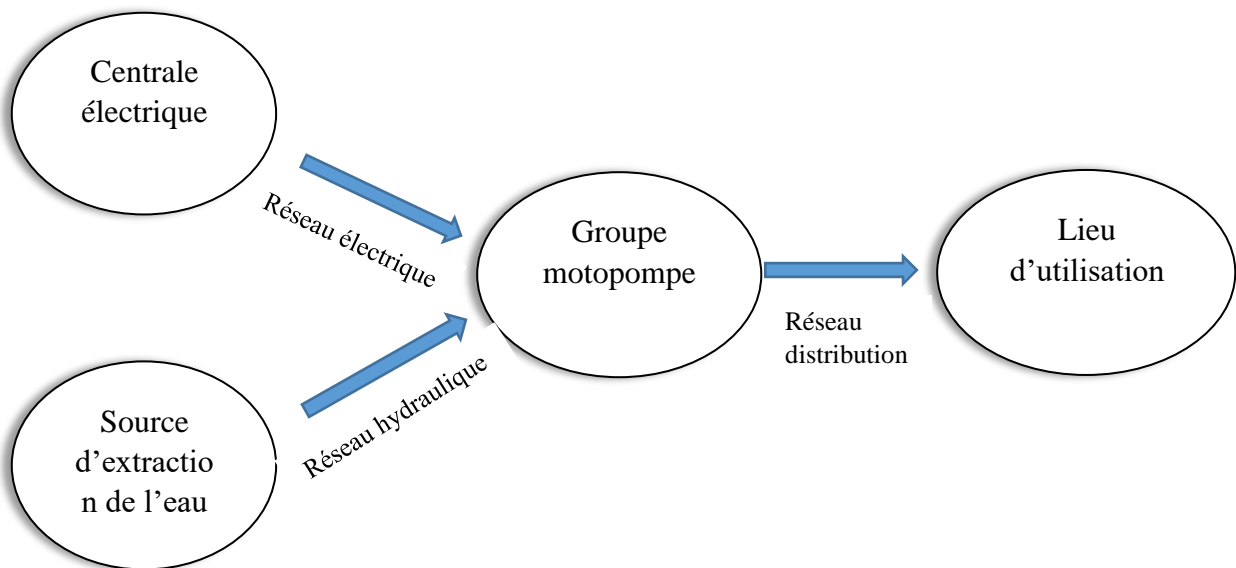 Centrale
électrique
Réseau électrique
Groupe
motopompe
Lieu
d’utilisation
Réseau
distribution
Réseau hydraulique
Source
d’extractio
n de l’eau